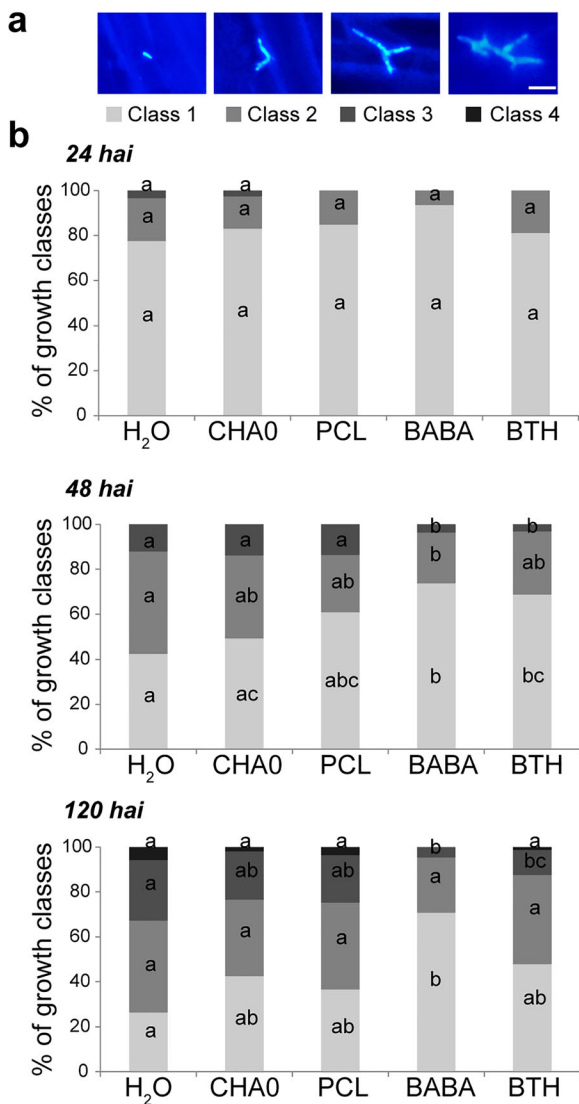 a
Class 1 Class 2 Class 3 Class 4
b
24 hai
% of growth classes
100
80
60
40
20
0
a a
a a a a a
a a a a a
H₂O CHA0 PCL BABA BTH
48 hai
% of growth classes
100
80
60
40
20
0
a a a b b
a ab ab b ab
a ac abc b bc
H₂O CHA0 PCL BABA BTH
120 hai
% of growth classes
100
80
60
40
20
0
a a a a
a ab ab b bc
a a a a a
a ab ab b ab
H₂O CHA0 PCL BABA BTH